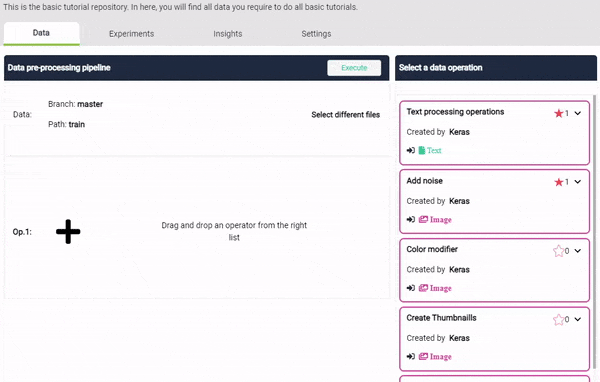 This is the basic tutorial repository. In here, you will find all data you require to do all basic tutorials.
Data Experiments Insights Settings
Data pre-processing pipeline Execute
Data:
Branch: master
Path: train
Select different files
Op.1:
Drag and drop an operator from the right
list
Select a data operation
Text processing operations 1
Created by Keras
Text
Add noise 1
Created by Keras
Image
Color modifier 0
Created by Keras
Image
Create Thumbnaills 0
Created by Keras
Image